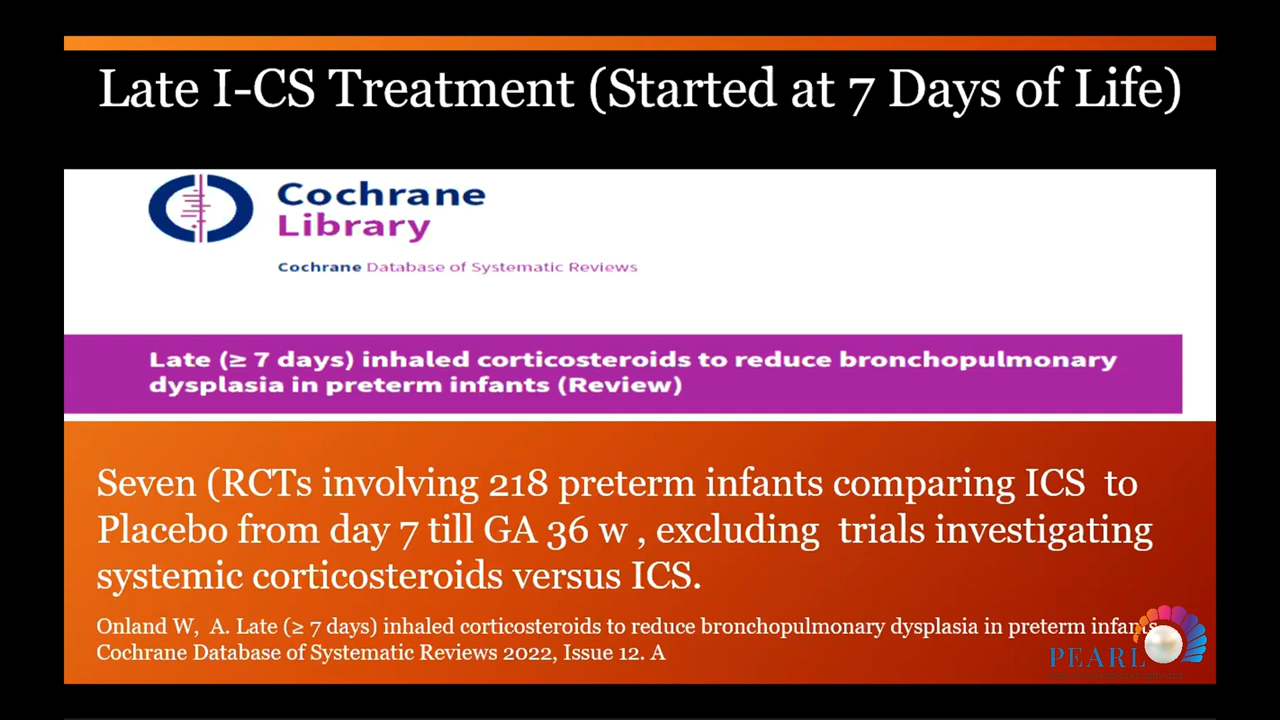 Late I-CS Treatment (Started at 7 Days of Life)
Cochrane
Library
Cochrane Database of Systematic Reviews
Late (≥ 7 days) inhaled corticosteroids to reduce bronchopulmonary
dysplasia in preterm infants (Review)
Seven (RCTs involving 218 preterm infants comparing ICS to
Placebo from day 7 till GA 36 w , excluding trials investigating
systemic corticosteroids versus ICS.
Onland W, A. Late (≥ 7 days) inhaled corticosteroids to reduce bronchopulmonary dysplasia in preterm infants
Cochrane Database of Systematic Reviews 2022, Issue 12. A
PEARL